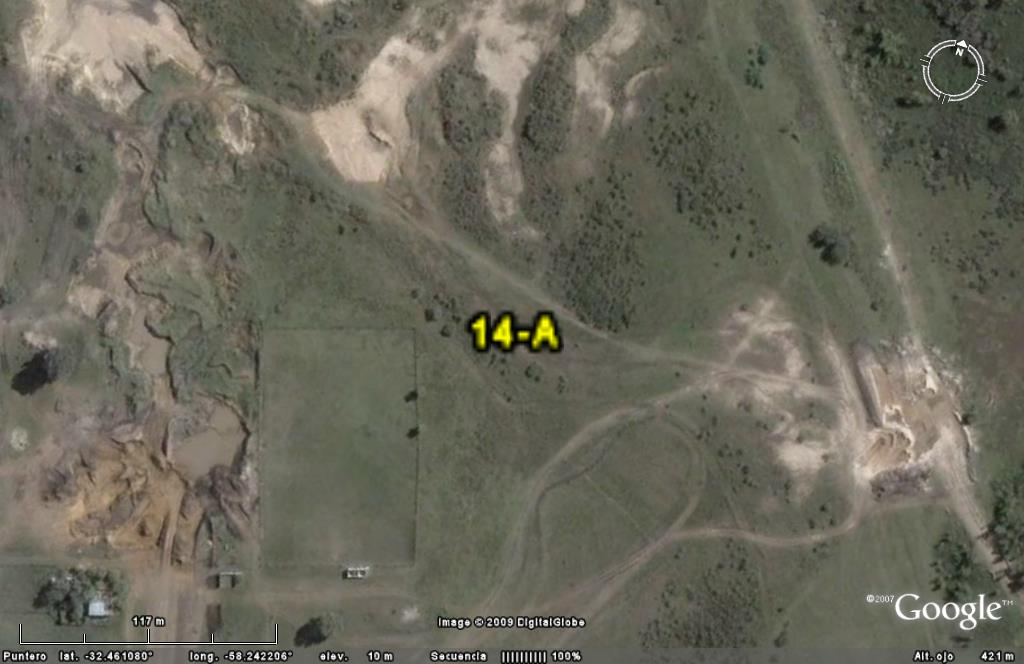 N
14-A
©2007 Google™
117 m
Image © 2009 DigitalGlobe
Puntero lat. -32.461080° long. -58.242206° elev. 10 m Secuencia |||||||||| 100% Alt. ojo 421 m